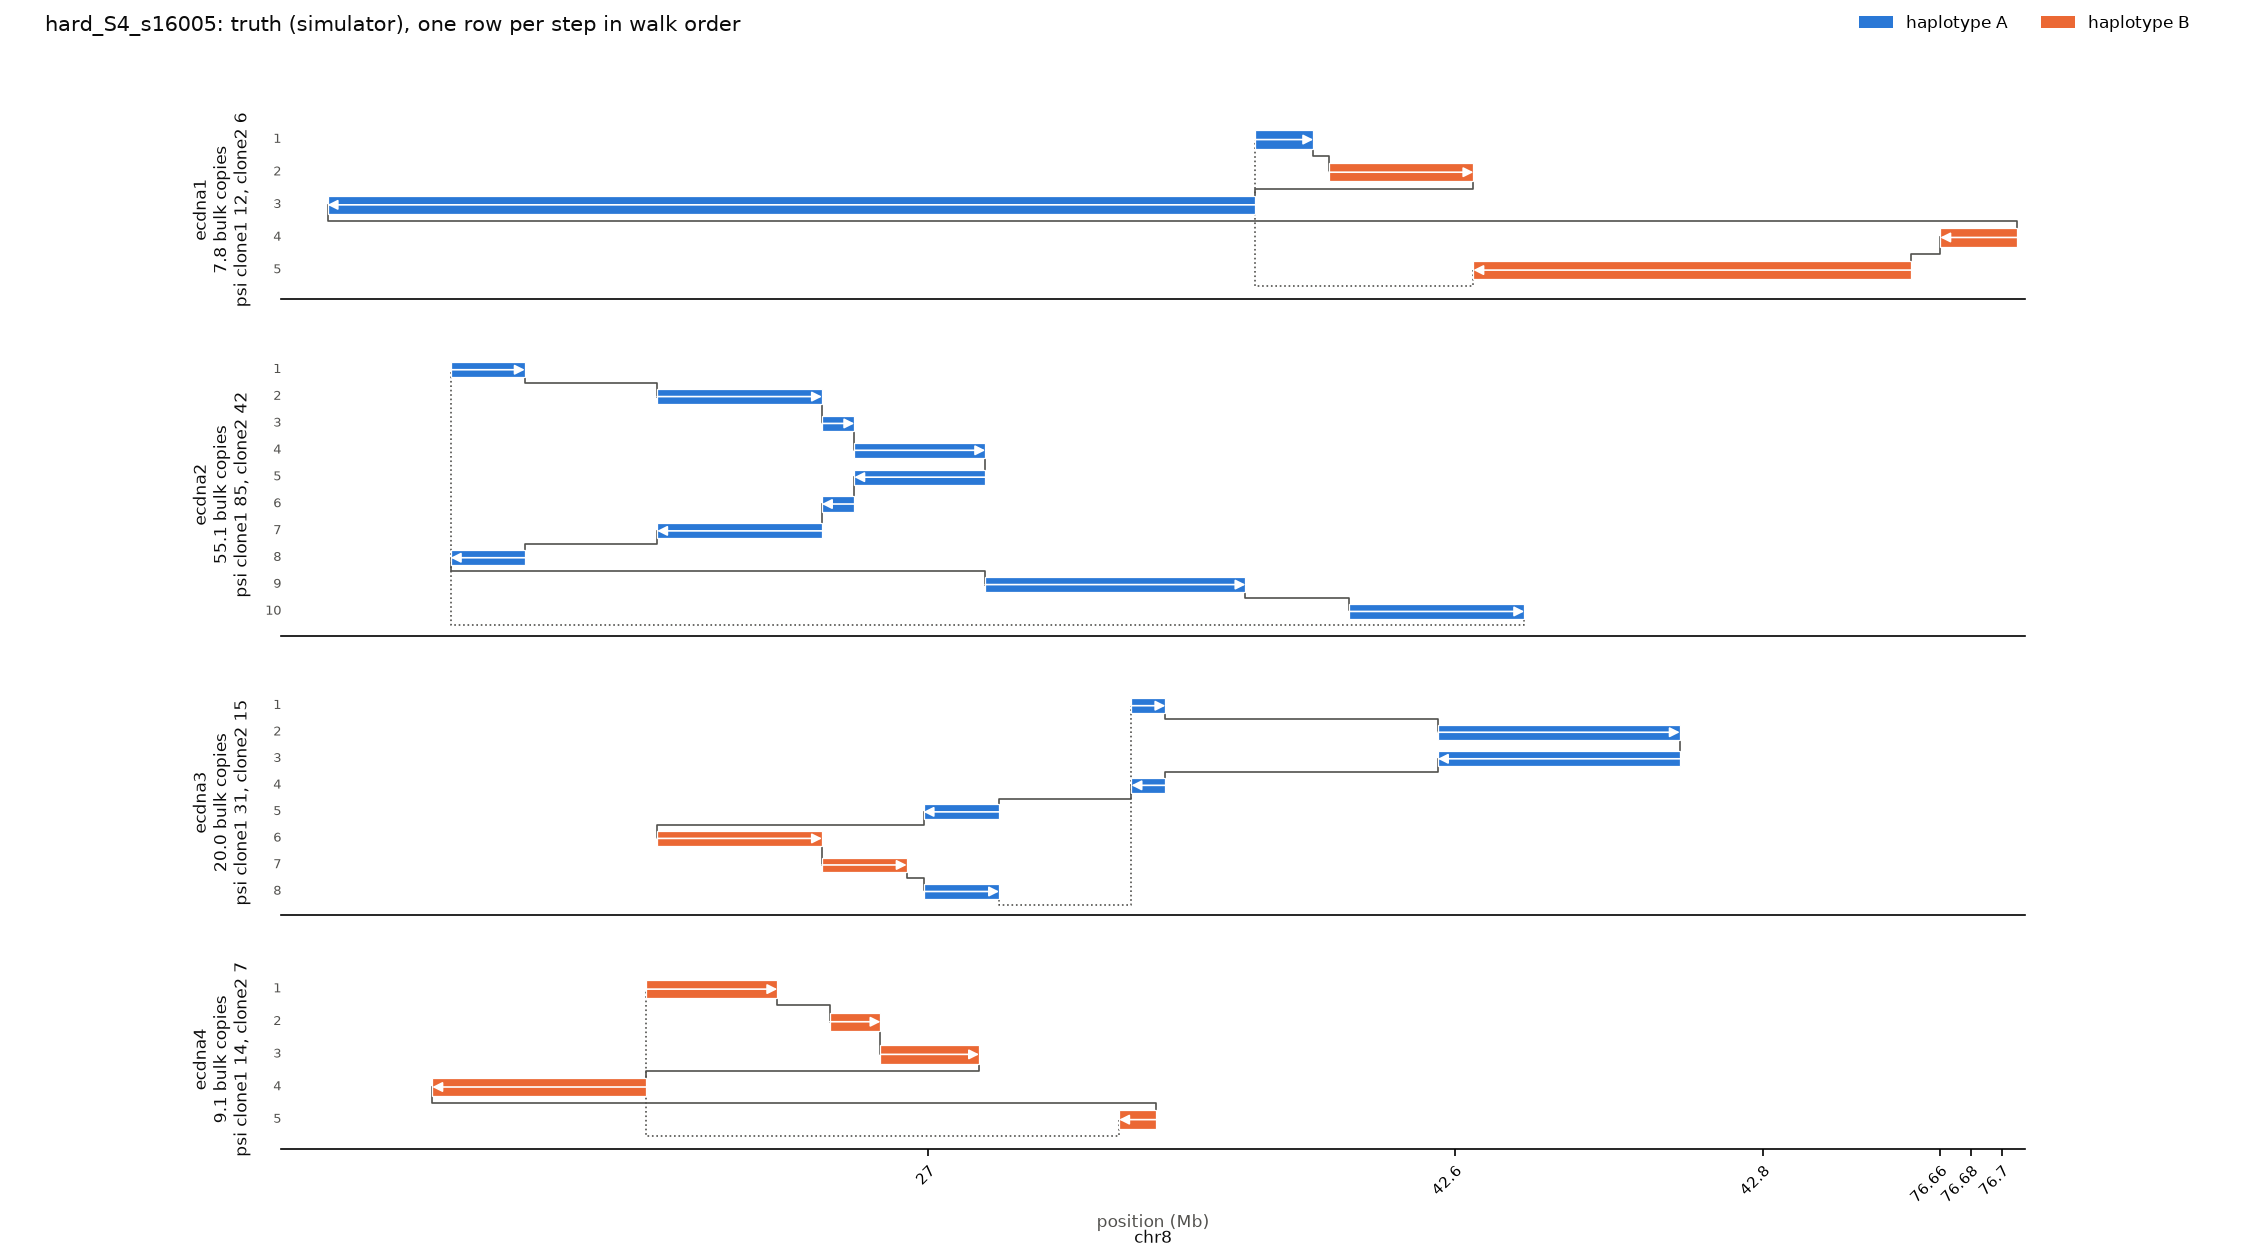 hard_S4_s16005: truth (simulator), one row per step in walk order
haplotype A
haplotype B
ecdna1
7.8 bulk copies
psi clone1 12, clone2 6
1
2
3
4
5
ecdna2
55.1 bulk copies
psi clone1 85, clone2 42
1
2
3
4
5
6
7
8
9
10
ecdna3
20.0 bulk copies
psi clone1 31, clone2 15
1
2
3
4
5
6
7
8
ecdna4
9.1 bulk copies
psi clone1 14, clone2 7
1
2
3
4
5
27
42.6
42.8
76.66
76.68
76.7
position (Mb)
chr8